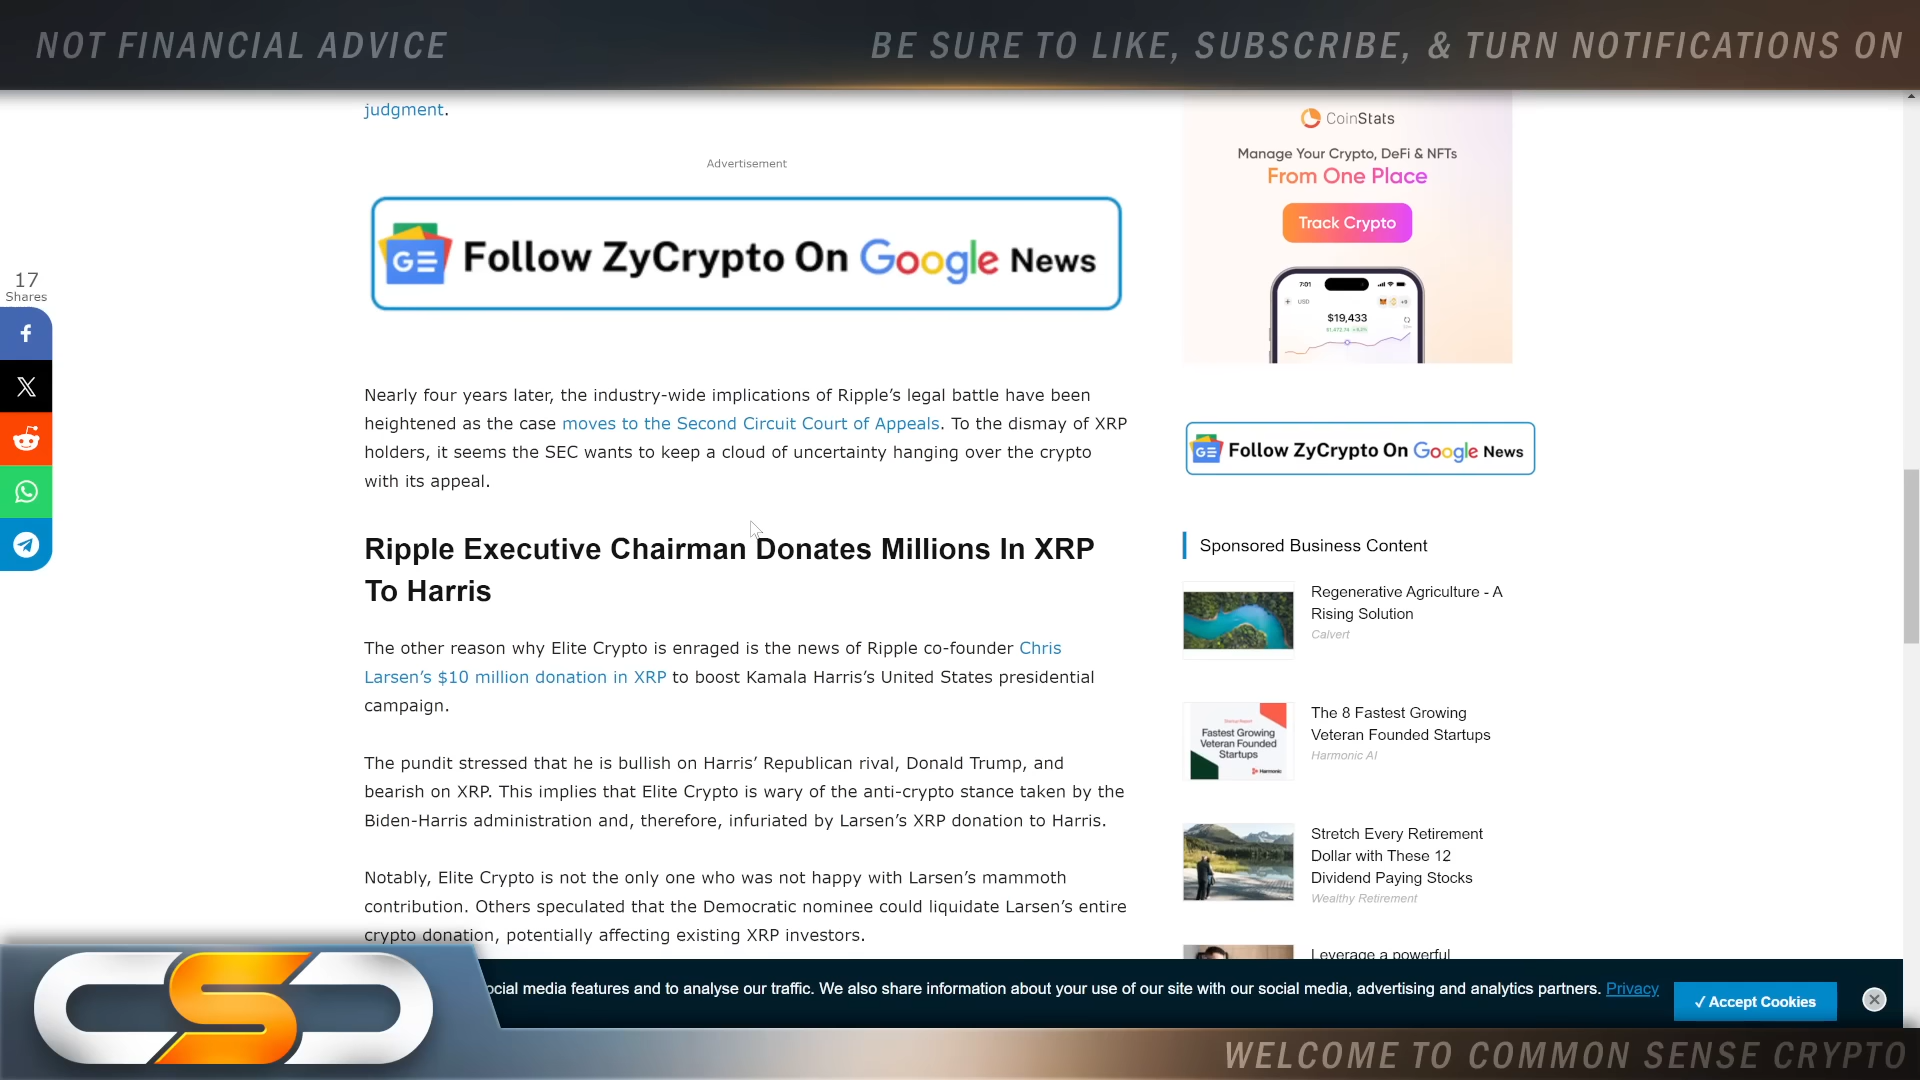 NOT FINANCIAL ADVICE
BE SURE TO LIKE, SUBSCRIBE, & TURN NOTIFICATIONS ON
judgment.
Advertisement
Follow ZyCrypto On Google News
17
Shares
Nearly four years later, the industry-wide implications of Ripple’s legal battle have been
heightened as the case moves to the Second Circuit Court of Appeals. To the dismay of XRP
holders, it seems the SEC wants to keep a cloud of uncertainty hanging over the crypto
with its appeal.
Ripple Executive Chairman Donates Millions In XRP
To Harris
The other reason why Elite Crypto is enraged is the news of Ripple co-founder Chris
Larsen’s $10 million donation in XRP to boost Kamala Harris’s United States presidential
campaign.
The pundit stressed that he is bullish on Harris’ Republican rival, Donald Trump, and
bearish on XRP. This implies that Elite Crypto is wary of the anti-crypto stance taken by the
Biden-Harris administration and, therefore, infuriated by Larsen’s XRP donation to Harris.
Notably, Elite Crypto is not the only one who was not happy with Larsen’s mammoth
contribution. Others speculated that the Democratic nominee could liquidate Larsen’s entire
crypto donation, potentially affecting existing XRP investors.
CoinStats
Manage Your Crypto, DeFi & NFTs
From One Place
Track Crypto
7:01
USD
$19,433
Follow ZyCrypto On Google News
Sponsored Business Content
Regenerative Agriculture - A
Rising Solution
Calvert
Fastest Growing
Veteran Founded
Startups
Harmonic
The 8 Fastest Growing
Veteran Founded Startups
Harmonic AI
Stretch Every Retirement
Dollar with These 12
Dividend Paying Stocks
Wealthy Retirement
Leverage a powerful
ocial media features and to analyse our traffic. We also share information about your use of our site with our social media, advertising and analytics partners. Privacy
✓ Accept Cookies
CSC
WELCOME TO COMMON SENSE CRYPTO